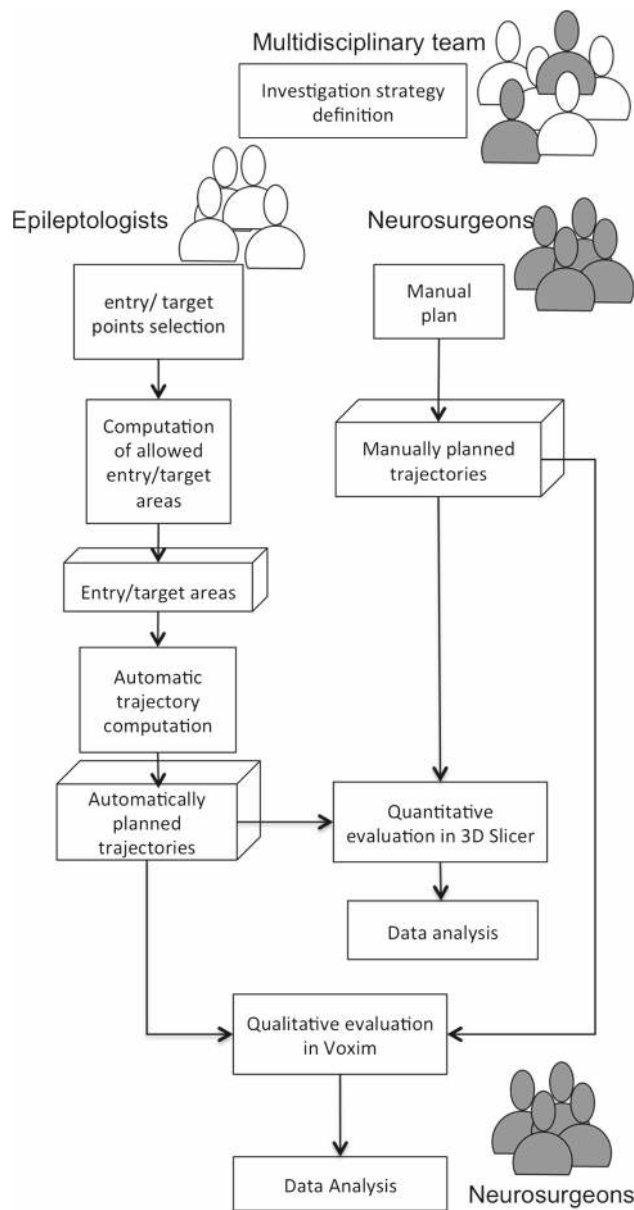 Multidisciplinary team
Investigation strategy
definition
Epileptologists
Neurosurgeons
entry/ target
points selection
Manual
plan
Computation
of allowed
entry/target
areas
Manually planned
trajectories
Entry/target areas
Automatic
trajectory
computation
Automatically
planned
trajectories
Quantitative
evaluation in 3D Slicer
Data analysis
Qualitative evaluation
in Voxim
Data Analysis
Neurosurgeons